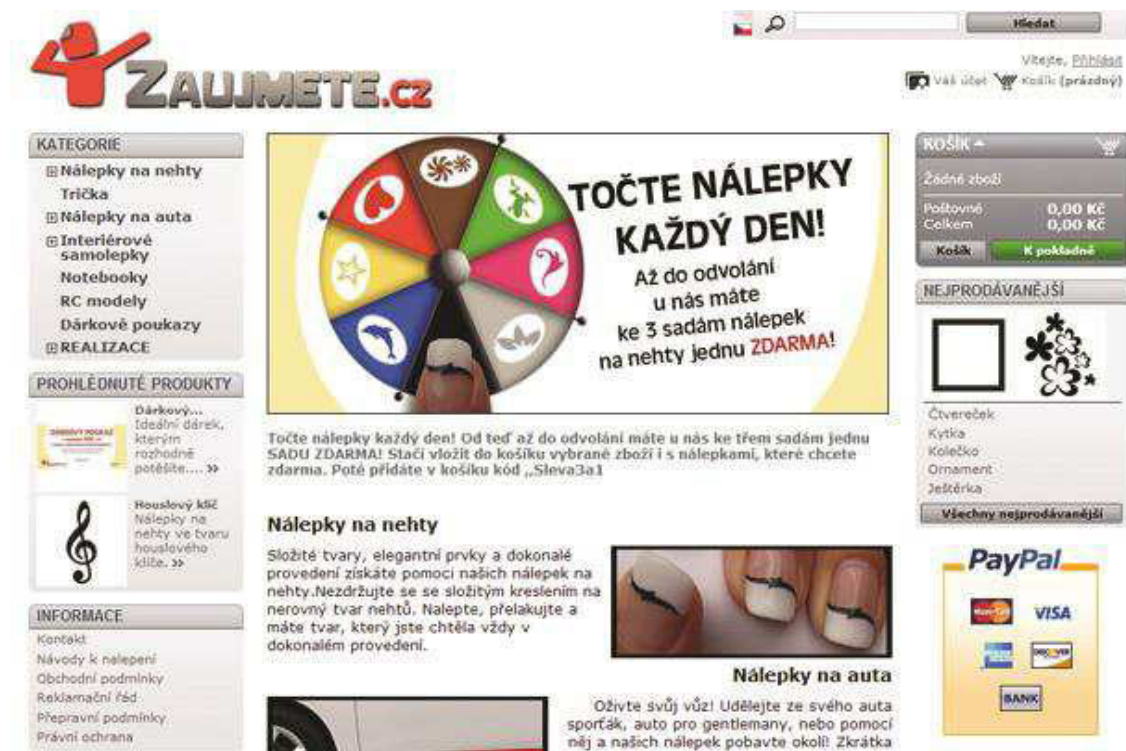 ZAUJMETE.CZ
Hledat
Vítejte, Přihlásit
Váš účet Košík (prázdný)
KATEGORIE
Nálepky na nehty
Trička
Nálepky na auta
Interiérové
samolepky
Notebooky
RC modely
Dárkové poukazy
REALIZACE
PROHLÉDNUTÉ PRODUKTY
Dárkový...
Ideální dárek,
kterým
rozhodně
potěšíte.... »
Houslový klíč
Nálepky na
nehty ve tvaru
houslového
klíče. »
INFORMACE
Kontakt
Návody k nalepení
Obchodní podmínky
Reklamační řád
Přepravní podmínky
Právní ochrana
TOČTE NÁLEPKY
KAŽDÝ DEN!
Až do odvolání
u nás máte
ke 3 sadám nálepek
na nehty jednu ZDARMA!
Točte nálepky každý den! Od teď až do odvolání máte u nás ke třem sadám jednu
SADU ZDARMA! Stačí vložit do košíku vybrané zboží i s nálepkami, které chcete
zdarma. Poté přidáte v košíku kód ,,Sleva3a1
Nálepky na nehty
Složité tvary, elegantní prvky a dokonalé
provedení získáte pomocí našich nálepek na
nehty.Nezdržujte se se složitým kreslením na
nerovný tvar nehtů. Nalepte, přelakujte a
máte tvar, který jste chtěla vždy v
dokonalém provedení.
Nálepky na auta
Oživte svůj vůz! Udělejte ze svého auta
sporťák, auto pro gentlemany, nebo pomocí
něj a našich nálepek pobavte okolí! Zkrátka
KOŠÍK
Žádné zboží
Poštovné 0,00 Kč
Celkem 0,00 Kč
Košík K pokladně
NEJPRODÁVANĚJŠÍ
Čtvereček
Kytka
Kolečko
Ornament
Ještěrka
Všechny nejprodávanější
PayPal
VISA
DISCOVER
BANK